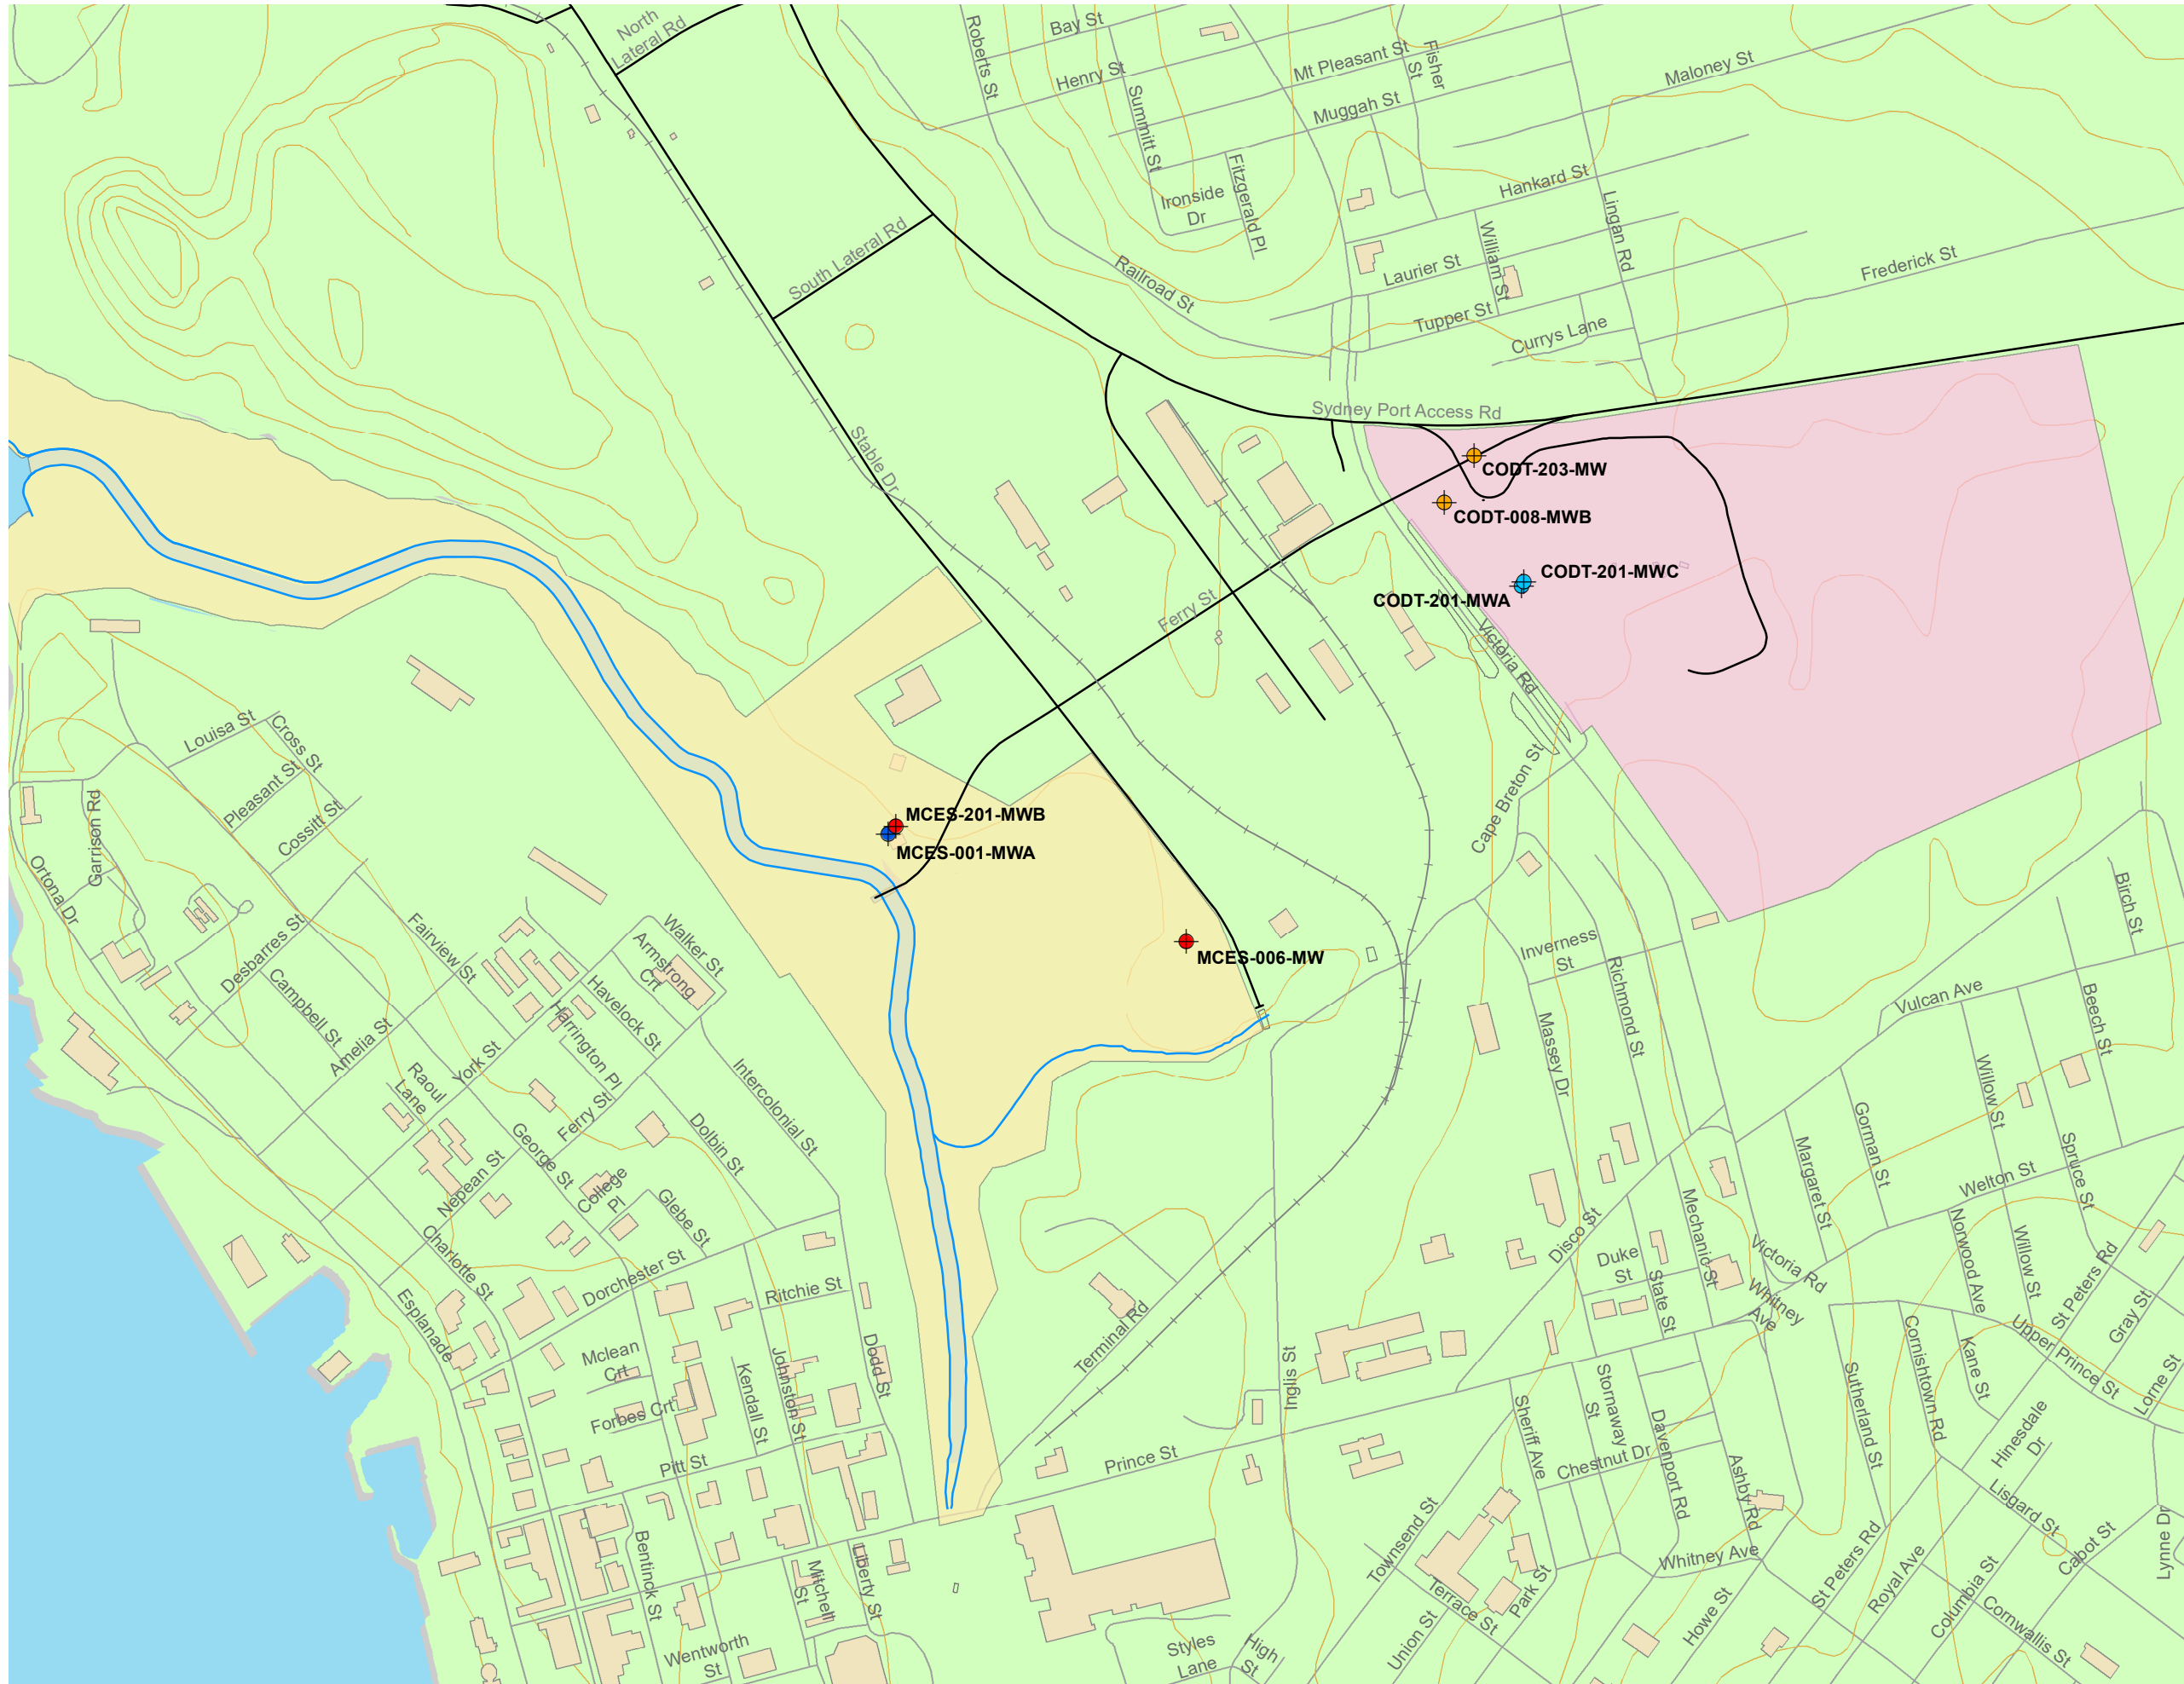 North
Lateral Rd
Roberts St
Bay St
Henry St
Summitt St
Mt Pleasant St
Fisher
St
Muggah St
Maloney St
Ironside
Dr
Fitzgerald Pl
Hankard St
Lingan Rd
William St
South Lateral Rd
Railroad St
Laurier St
Frederick St
Tupper St
Currys Lane
Sydney Port Access Rd
Stable Dr
CODT-203-MW
CODT-008-MWB
CODT-201-MWC
CODT-201-MWA
Ferry St
Victoria Rd
Louisa St
Cross St
Pleasant St
Cossitt St
Garrison Rd
Ortona Dr
Cape Breton St
MCES-201-MWB
MCES-001-MWA
Birch St
Desbarres St
Fairview St
Walker St
Armstrong
Crt
MCES-006-MW
Inverness
St
Richmond St
Campbell St
Amelia St
Havelock St
Harrington Pl
Vulcan Ave
Beech St
York St
Raoul
Lane
Massey Dr
Willow St
Intercolonial St
Ferry St
Dolbin St
George St
Nepean St
College
Pl
Glebe St
Gorman St
Margaret St
Spruce St
Welton St
Charlotte St
Dorchester St
Esplanade
Ritchie St
Disco St
Duke
St
Mechanic St
State St
Victoria Rd
Whitney
Ave
Norwood Ave
Willow St
St Peters Rd
Gray St
Upper Prince St
Lorne St
Terminal Rd
Mclean
Crt
Forbes Crt
Kendall St
Johnston St
Dodd St
Inglis St
Sutherland St
Cornishtown Rd
Kane St
Hinesdale
Dr
Pitt St
Prince St
Sheriff Ave
Stornaway
St
Davenport Rd
Chestnut Dr
Ashby Rd
Lisgard St
Cabot St
Lynne Dr
Bentinck St
Mitchell
St
Liberty St
Townsend St
Terrace St
Whitney Ave
Park St
Union St
Howe St
St Peters Rd
Royal Ave
Columbia St
Cornwallis St
Wentworth
St
Styles
Lane
High
St